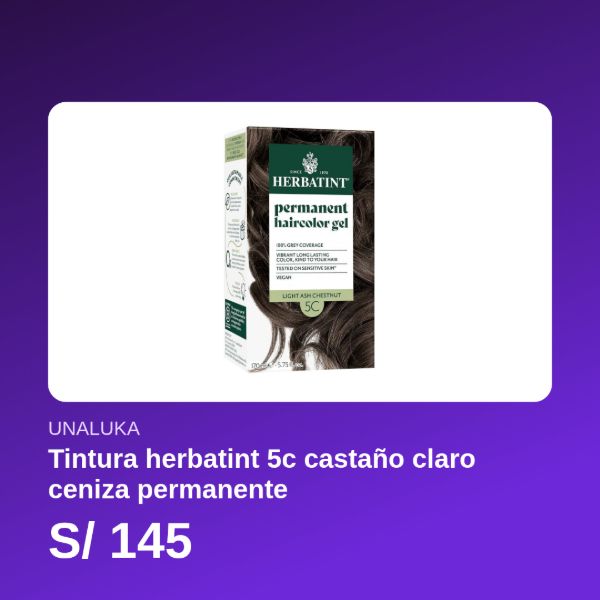 SINCE 1970
HERBATINT
permanent
haircolor gel
100% GREY COVERAGE
VIBRANT LONG LASTING
COLOR, KIND TO YOUR HAIR
TESTED ON SENSITIVE SKIN*
VEGAN
LIGHT ASH CHESTNUT
5C
UNALUKA
Tintura herbatint 5c castaño claro
ceniza permanente
S/ 145